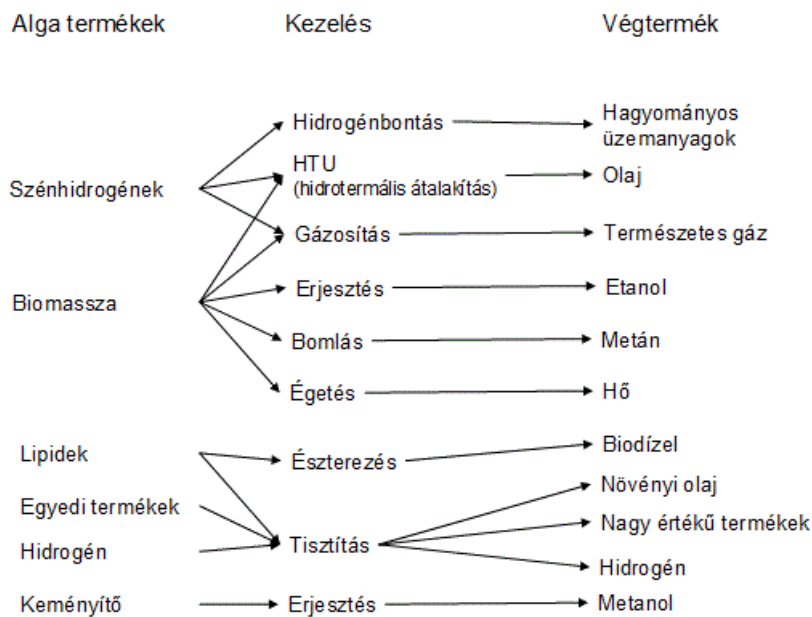 Alga termékek
Kezelés
Végtermék
Hidrogénbontás
Hagyományos
üzemanyagok
HTU
(hidrotermális átalakítás)
Olaj
Szénhidrogének
Gázosítás
Természetes gáz
Biomassza
Erjesztés
Etanol
Bomlás
Metán
Égetés
Hő
Lipidek
Észterezés
Biodízel
Növényi olaj
Egyedi termékek
Nagy értékű termékek
Hidrogén
Tisztítás
Hidrogén
Keményítő
Erjesztés
Metanol